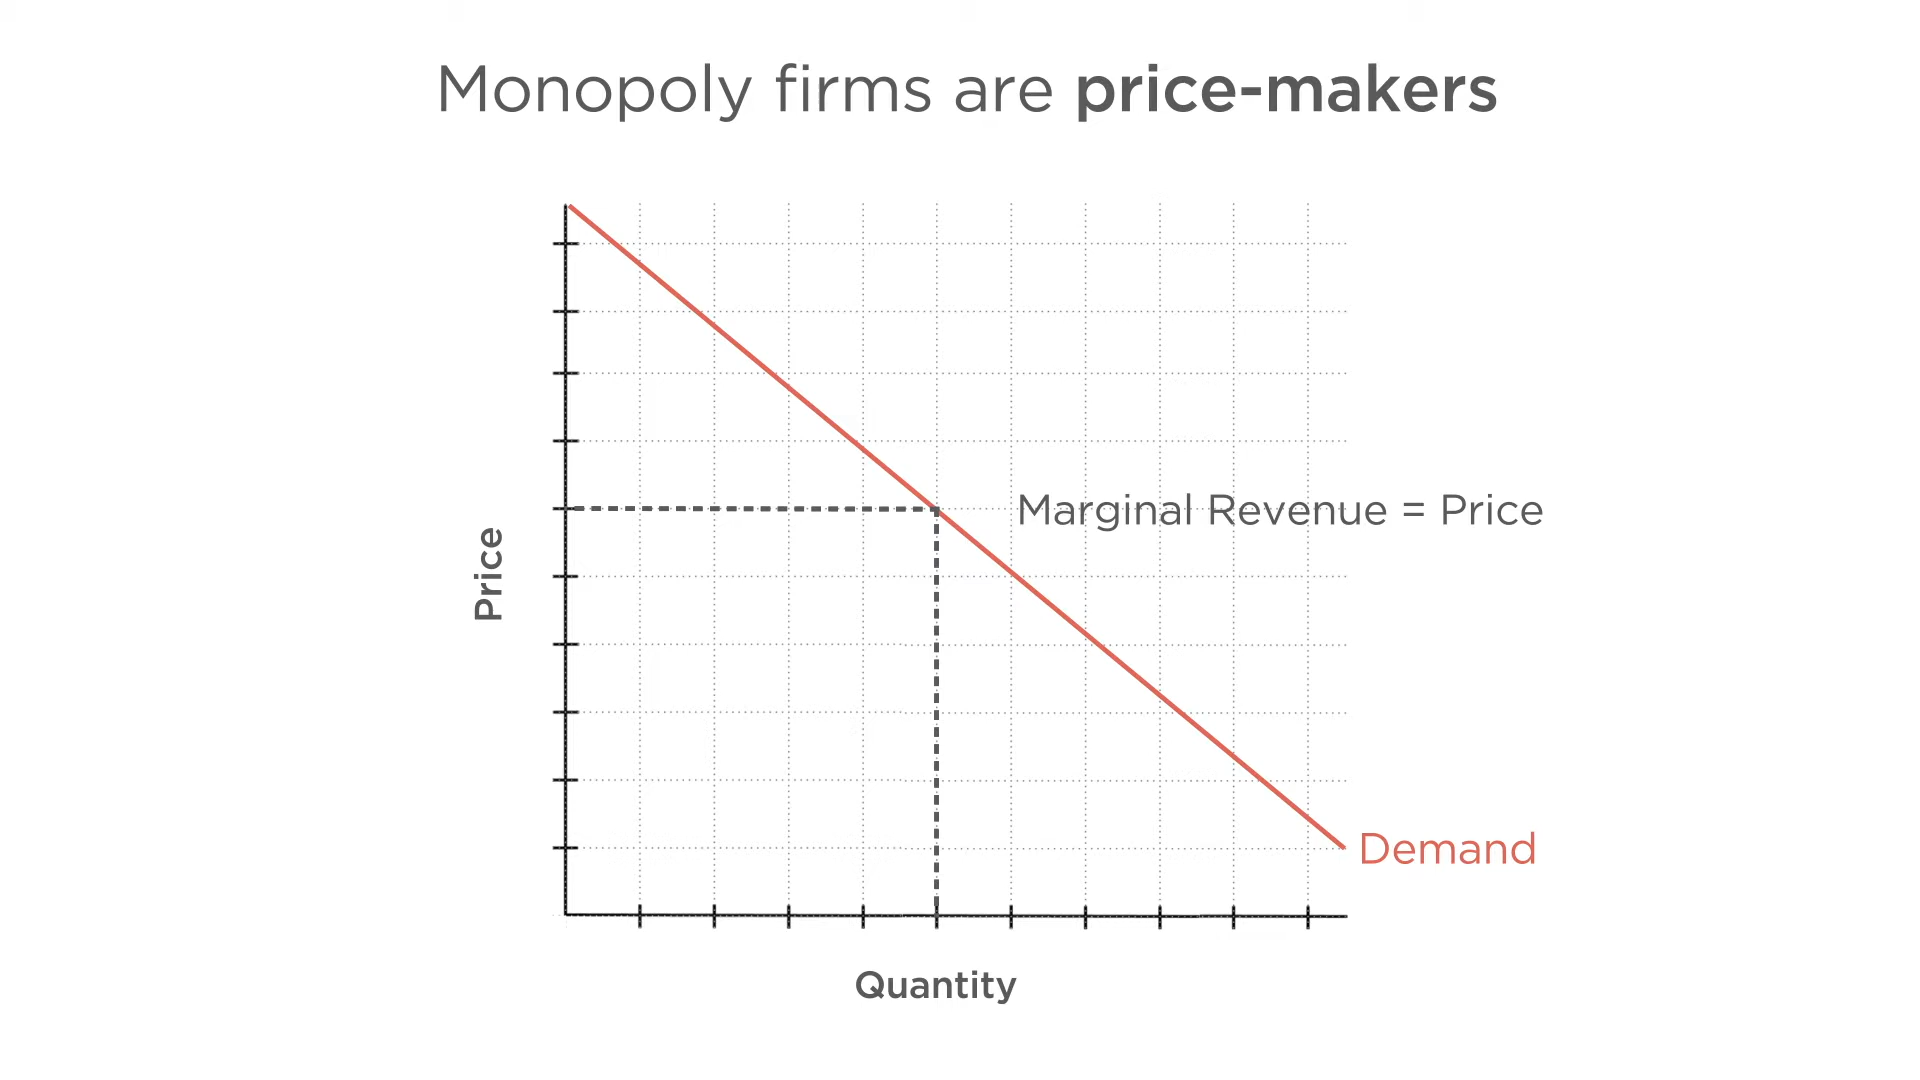 Monopoly firms are price-makers
Marginal Revenue = Price
Price
Demand
Quantity